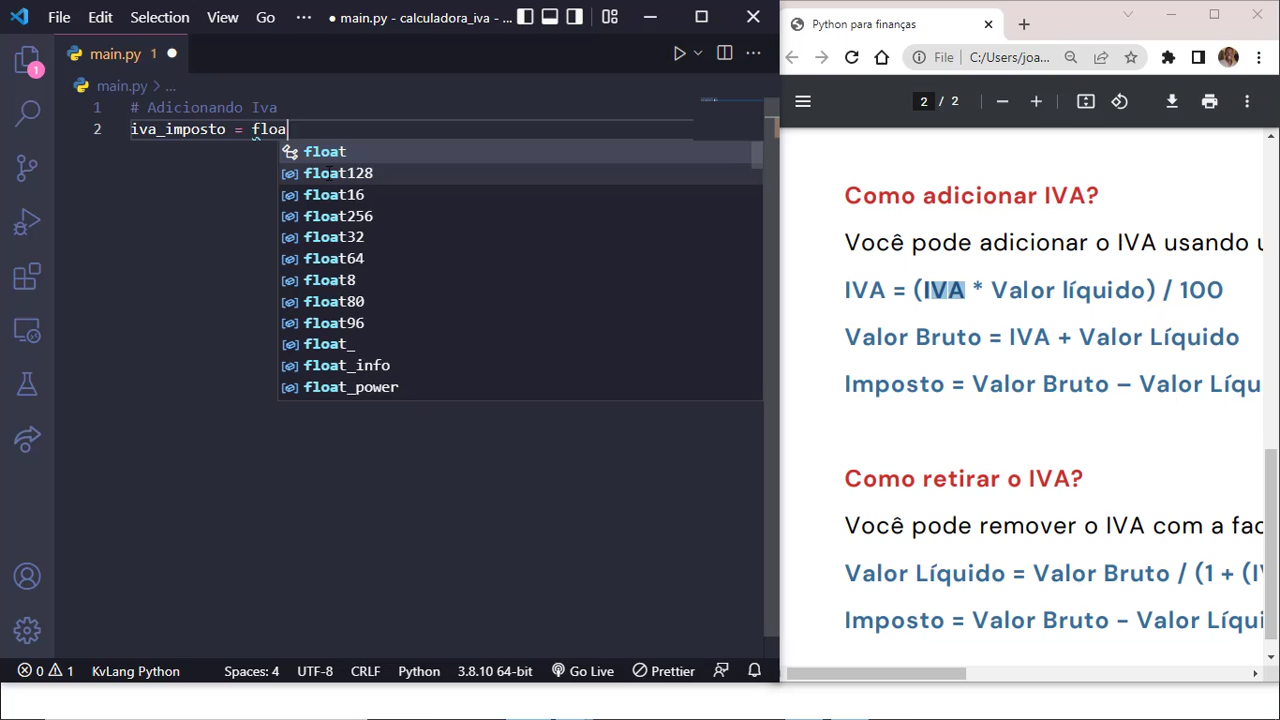 File Edit Selection View Go ··· ● main.py - calculadora_iva - ...
main.py 1 ●
main.py > ...
1 # Adicionando Iva
2 iva_imposto = floa
float
float128
float16
float256
float32
float64
float8
float80
float96
float_
float_info
float_power
1
0 1 KvLang Python Spaces: 4 UTF-8 CRLF Python 3.8.10 64-bit Go Live Prettier
Python para finanças
File C:/Users/joa...
2 / 2
Como adicionar IVA?
Você pode adicionar o IVA usando u
IVA = (IVA * Valor líquido) / 100
Valor Bruto = IVA + Valor Líquido
Imposto = Valor Bruto – Valor Líqu
Como retirar o IVA?
Você pode remover o IVA com a fac
Valor Líquido = Valor Bruto / (1 + (IV
Imposto = Valor Bruto - Valor Líqui